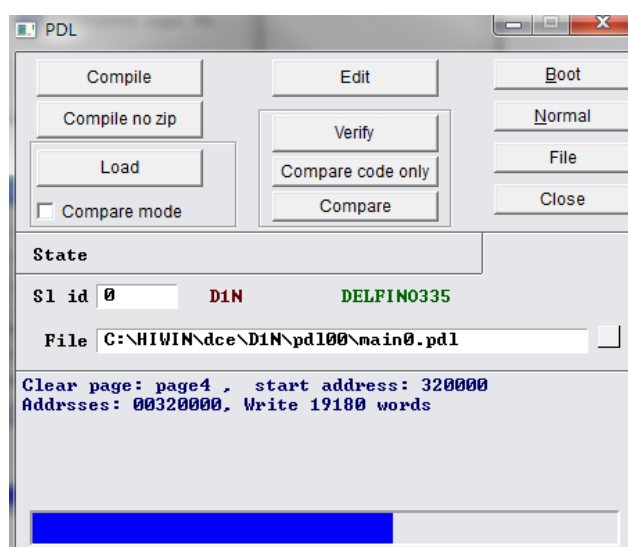 PDL
Compile Edit Boot
Compile no zip Verify Normal
Load Compare code only File
Compare mode Compare Close
State
Sl id 0 D1N DELFINO335
File C:\HIWIN\dce\D1N\pdl00\main0.pdl
Clear page: page4 , start address: 320000
Addrsses: 00320000, Write 19180 words